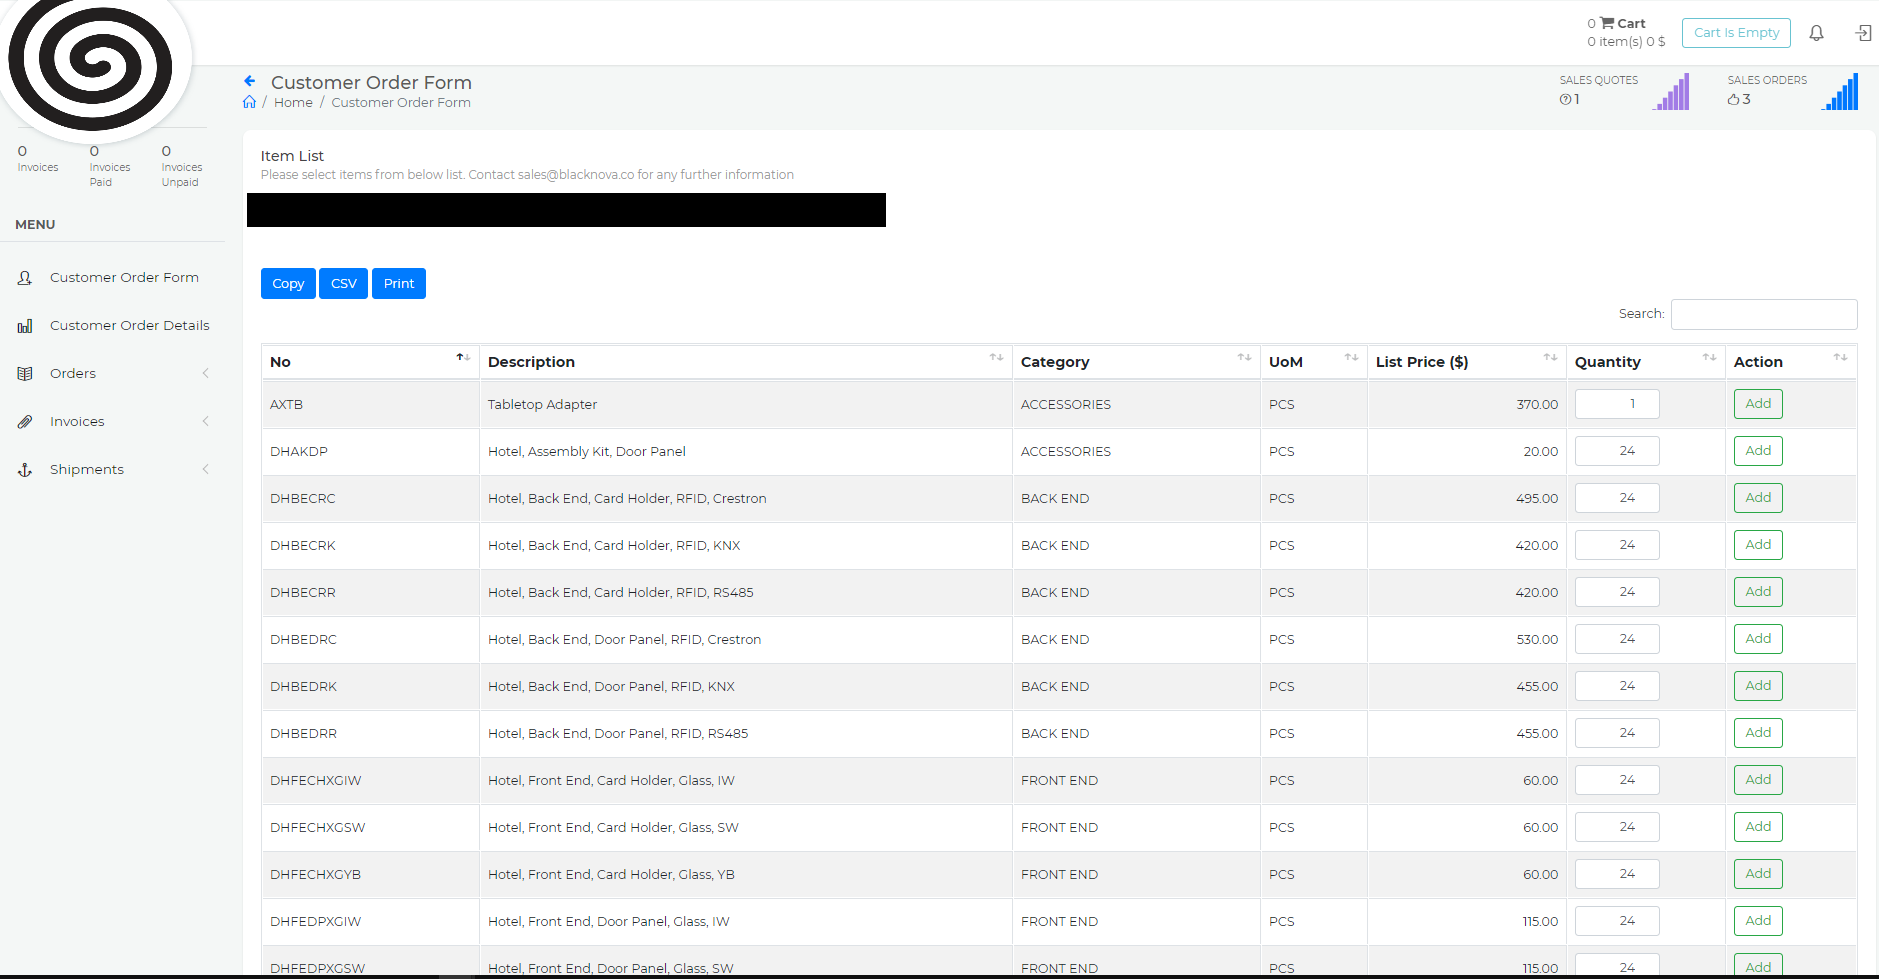 0 Cart
0 item(s) 0 $
Cart Is Empty
Customer Order Form
/ Home / Customer Order Form
SALES QUOTES
1
SALES ORDERS
3
0 0 0
Invoices Invoices Paid Invoices Unpaid
MENU
Customer Order Form
Customer Order Details
Orders
Invoices
Shipments
Item List
Please select items from below list. Contact sales@blacknova.co for any further information
Copy CSV Print
Search:
No Description Category UoM List Price ($) Quantity Action
AXTB Tabletop Adapter ACCESSORIES PCS 370.00 1 Add
DHAKDP Hotel, Assembly Kit, Door Panel ACCESSORIES PCS 20.00 24 Add
DHBECRC Hotel, Back End, Card Holder, RFID, Crestron BACK END PCS 495.00 24 Add
DHBECRK Hotel, Back End, Card Holder, RFID, KNX BACK END PCS 420.00 24 Add
DHBECRR Hotel, Back End, Card Holder, RFID, RS485 BACK END PCS 420.00 24 Add
DHBEDRC Hotel, Back End, Door Panel, RFID, Crestron BACK END PCS 530.00 24 Add
DHBEDRK Hotel, Back End, Door Panel, RFID, KNX BACK END PCS 455.00 24 Add
DHBEDRR Hotel, Back End, Door Panel, RFID, RS485 BACK END PCS 455.00 24 Add
DHFECHXGIW Hotel, Front End, Card Holder, Glass, IW FRONT END PCS 60.00 24 Add
DHFECHXGSW Hotel, Front End, Card Holder, Glass, SW FRONT END PCS 60.00 24 Add
DHFECHXGYB Hotel, Front End, Card Holder, Glass, YB FRONT END PCS 60.00 24 Add
DHFEDPXGIW Hotel, Front End, Door Panel, Glass, IW FRONT END PCS 115.00 24 Add
DHFEDPXGSW Hotel, Front End, Door Panel, Glass, SW FRONT END PCS 115.00 24 Add